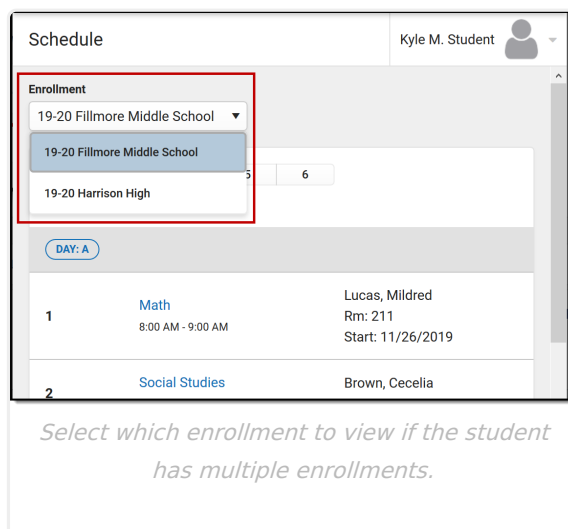 Schedule
Kyle M. Student
Enrollment
19-20 Fillmore Middle School
19-20 Fillmore Middle School
19-20 Harrison High
6
DAY: A
1
Math
8:00 AM - 9:00 AM
Lucas, Mildred
Rm: 211
Start: 11/26/2019
2
Social Studies
Brown, Cecelia
Select which enrollment to view if the student
has multiple enrollments.